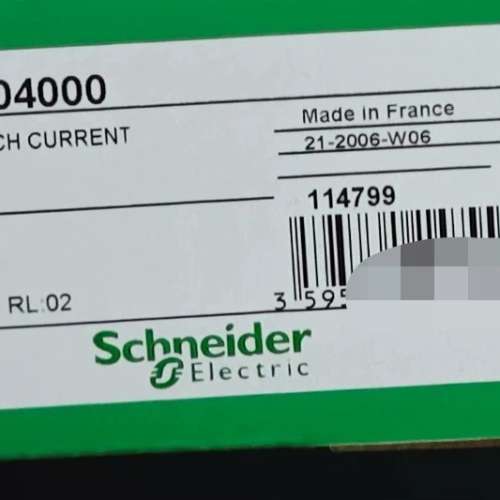 04000
CH CURRENT
Made in France
21-2006-W06
114799
RL:02
3 595
Schneider
Electric